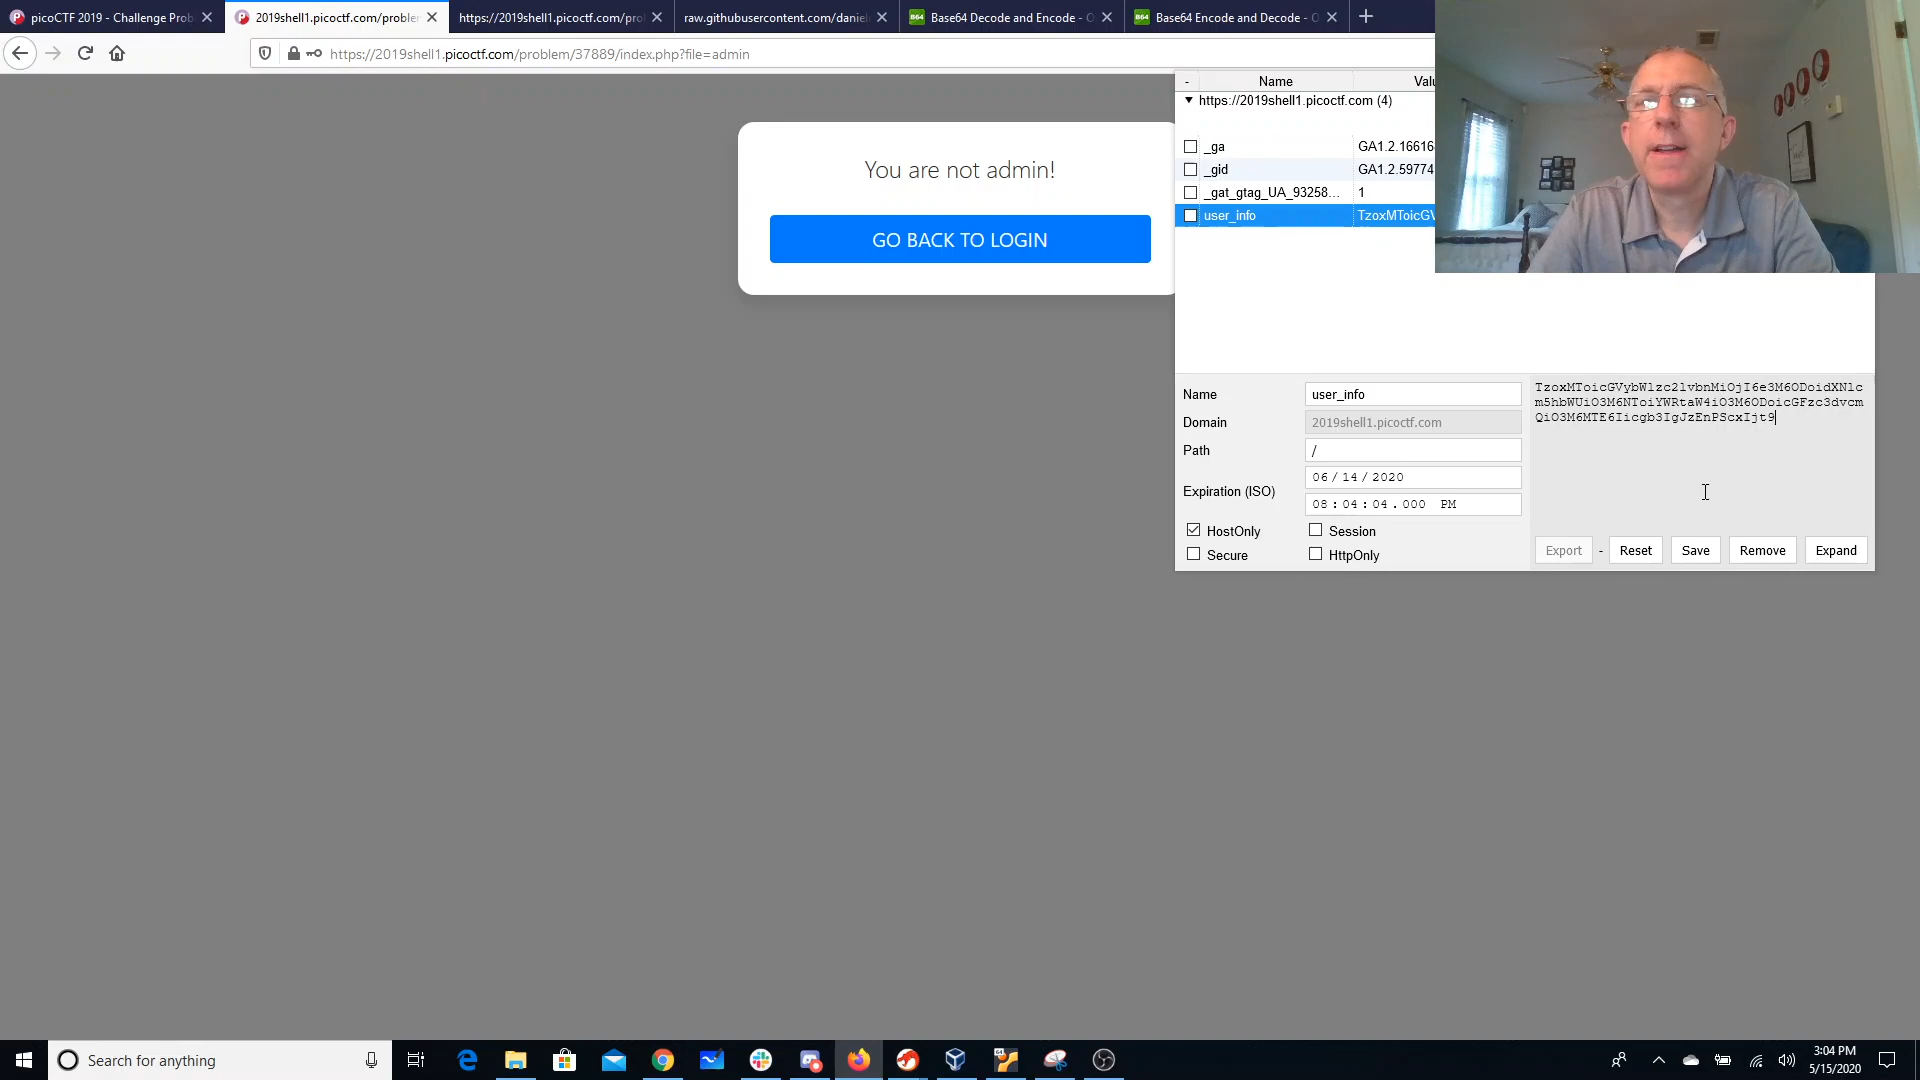 picoCTF 2019 - Challenge Prob
2019shell1.picoctf.com/problem
https://2019shell1.picoctf.com/pro
raw.githubusercontent.com/daniel
B64 Base64 Decode and Encode - O
B64 Base64 Encode and Decode - O
https://2019shell1.picoctf.com/problem/37889/index.php?file=admin
You are not admin!
GO BACK TO LOGIN
- Name Valu
https://2019shell1.picoctf.com (4)
_ga GA1.2.16616
_gid GA1.2.59774
_gat_gtag_UA_93258... 1
user_info TzoxMToicGV
Name user_info
Domain 2019shell1.picoctf.com
Path /
Expiration (ISO) 06/14/2020
08:04:04.000 PM
HostOnly Session
Secure HttpOnly
TzoxMToicGVybWlzc2lvbnMiOjI6e3M6ODoidXNlc
m5hbWUiO3M6NToiYWRtaW4iO3M6ODoicGFzc3dvcm
QiO3M6MTE6Iicgb3IgJzEnPScxIjt9
Export - Reset Save Remove Expand
Search for anything
3:04 PM
5/15/2020